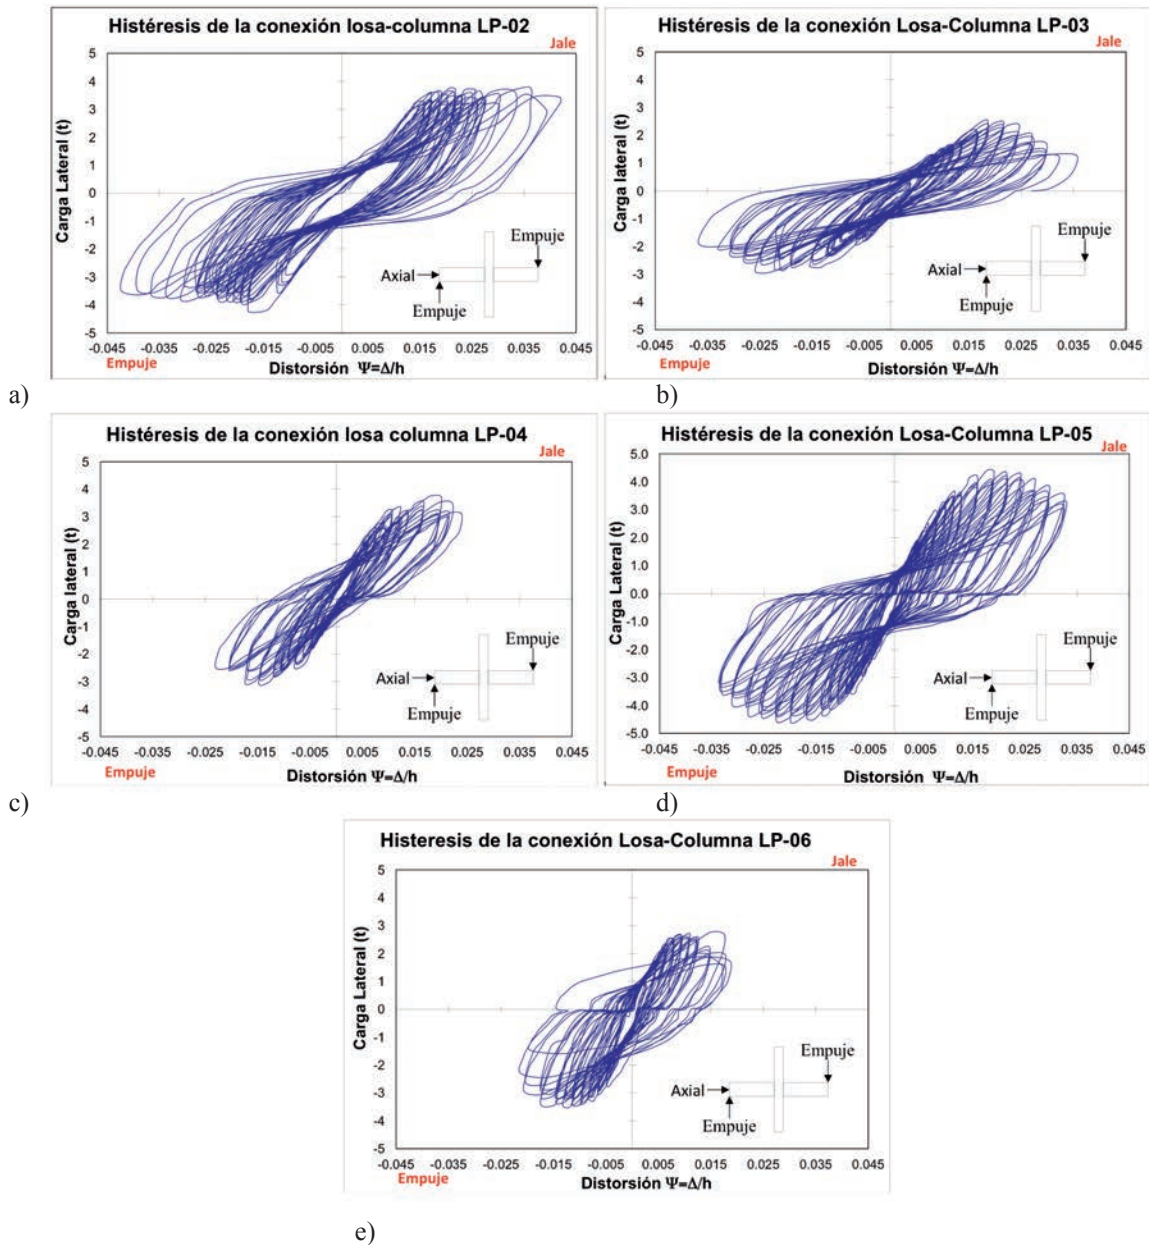 Histéresis de la conexión losa-columna LP-02
Jale
Carga Lateral (t)
5
4
3
2
1
0
-1
-2
-3
-4
-5
Axial
Empuje
Empuje
-0.045 -0.035 -0.025 -0.015 -0.005 0.005 0.015 0.025 0.035 0.045
Empuje
Distorsión Ψ=Δ/h
a)
Histéresis de la conexión Losa-Columna LP-03
Jale
Carga lateral (t)
5
4
3
2
1
0
-1
-2
-3
-4
-5
Axial
Empuje
Empuje
-0.045 -0.035 -0.025 -0.015 -0.005 0.005 0.015 0.025 0.035 0.045
Empuje
Distorsión Ψ=Δ/h
b)
Histéresis de la conexión losa columna LP-04
Jale
Carga lateral (t)
5
4
3
2
1
0
-1
-2
-3
-4
-5
Axial
Empuje
Empuje
-0.045 -0.035 -0.025 -0.015 -0.005 0.005 0.015 0.025 0.035 0.045
Empuje
Distorsión Ψ=Δ/h
c)
Histéresis de la conexión Losa-Columna LP-05
Jale
Carga Lateral (t)
5.0
4.0
3.0
2.0
1.0
0.0
-1.0
-2.0
-3.0
-4.0
-5.0
Axial
Empuje
Empuje
-0.045 -0.035 -0.025 -0.015 -0.005 0.005 0.015 0.025 0.035 0.045
Empuje
Distorsión Ψ=Δ/h
d)
Histeresis de la conexión Losa-Columna LP-06
Jale
Carga Lateral (t)
5
4
3
2
1
0
-1
-2
-3
-4
-5
Axial
Empuje
Empuje
-0.045 -0.035 -0.025 -0.015 -0.005 0.005 0.015 0.025 0.035 0.045
Empuje
Distorsión Ψ=Δ/h
e)